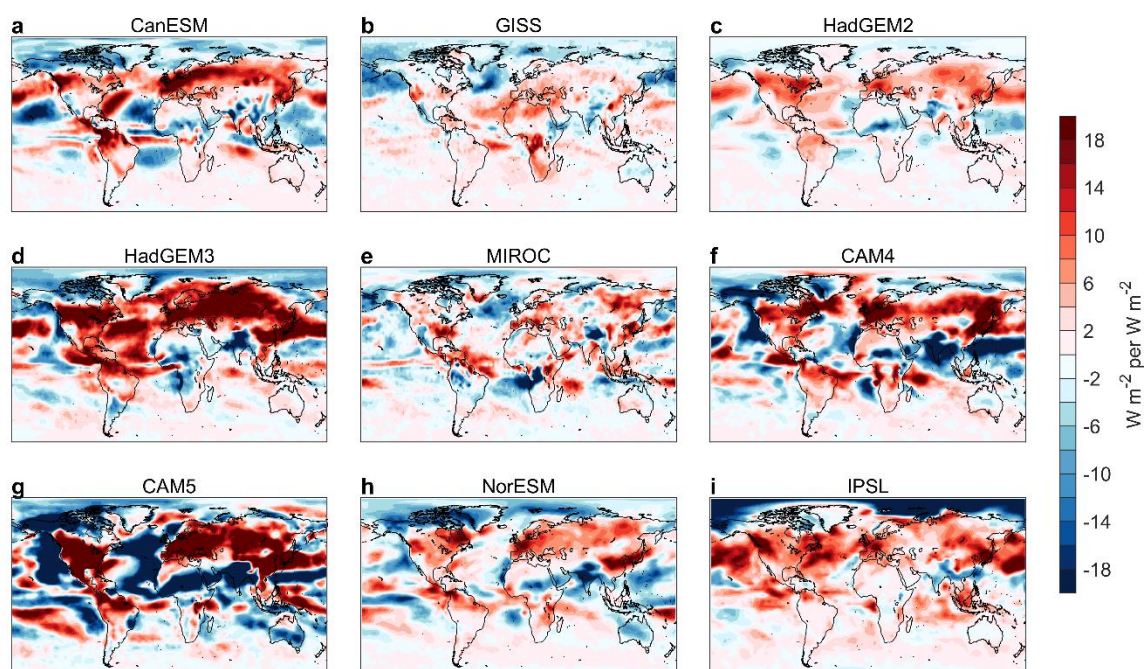 a CanESM
b GISS
c HadGEM2
d HadGEM3
e MIROC
f CAM4
g CAM5
h NorESM
i IPSL
18
14
10
6
2
-2
-6
-10
-14
-18
W m⁻² per W m⁻²